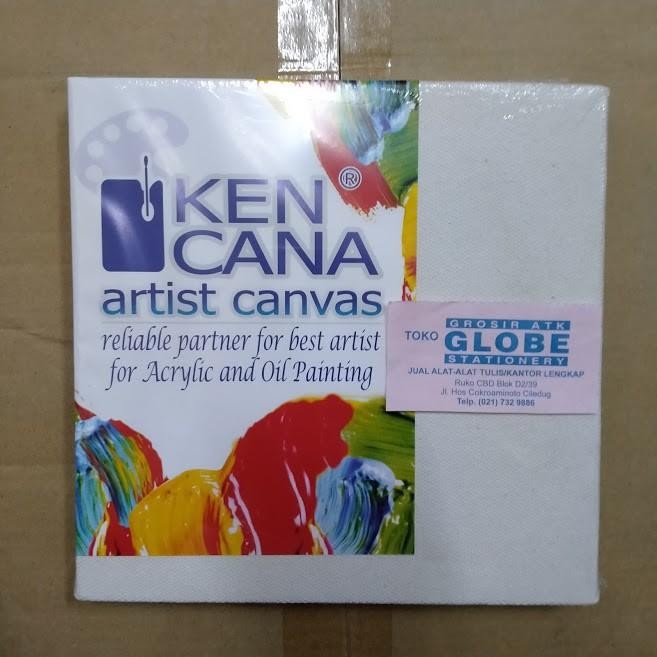 KEN
CANA
®
artist canvas
reliable partner for best artist
for Acrylic and Oil Painting
GROSIR ATK
TOKO GLOBE
STATIONERY
JUAL ALAT-ALAT TULIS/KANTOR LENGKAP
Ruko CBD Blok D2/39
Jl. Hos Cokroaminoto Ciledug
Telp. (021) 732 9886